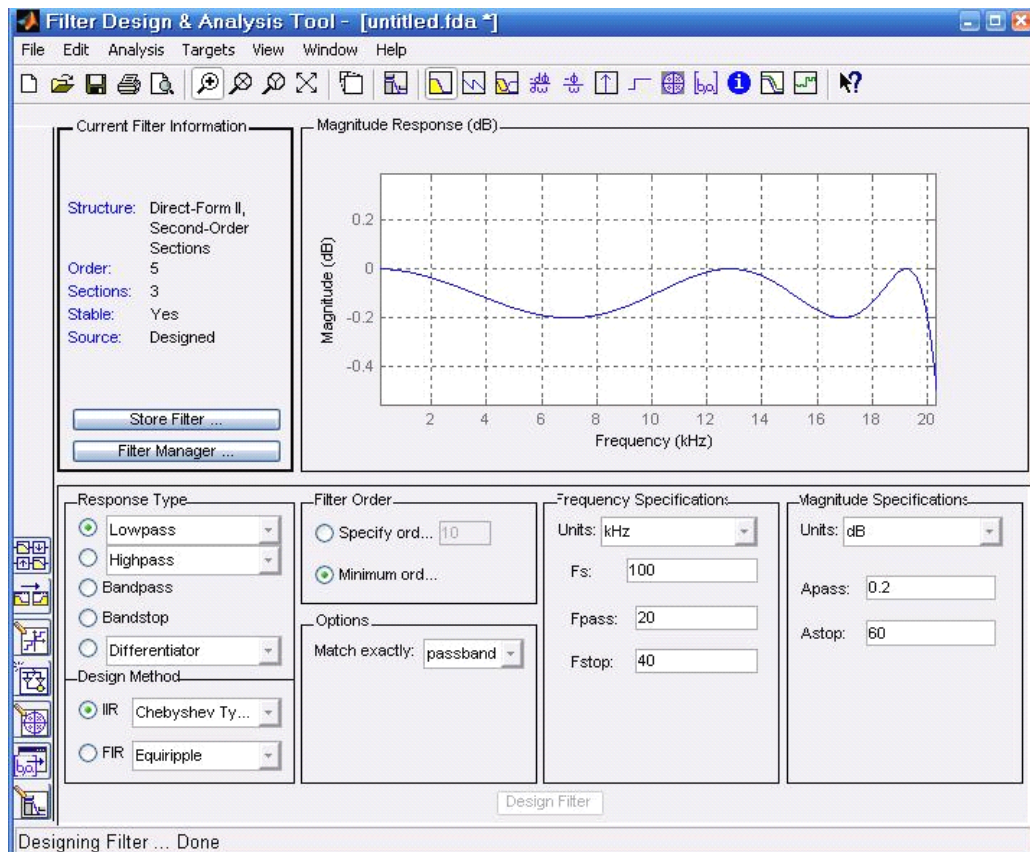 Filter Design & Analysis Tool - [untitled.fda *]
File Edit Analysis Targets View Window Help
Current Filter Information
Structure: Direct-Form II,
Second-Order
Sections
Order: 5
Sections: 3
Stable: Yes
Source: Designed
Store Filter ...
Filter Manager ...
Magnitude Response (dB)
Magnitude (dB)
0.2
0
-0.2
-0.4
2 4 6 8 10 12 14 16 18 20
Frequency (kHz)
Response Type
Lowpass
Highpass
Bandpass
Bandstop
Differentiator
Design Method
IIR Chebyshev Ty...
FIR Equiripple
Filter Order
Specify ord... 10
Minimum ord...
Options
Match exactly: passband
Frequency Specifications
Units: kHz
Fs: 100
Fpass: 20
Fstop: 40
Magnitude Specifications
Units: dB
Apass: 0.2
Astop: 60
Design Filter
Designing Filter ... Done